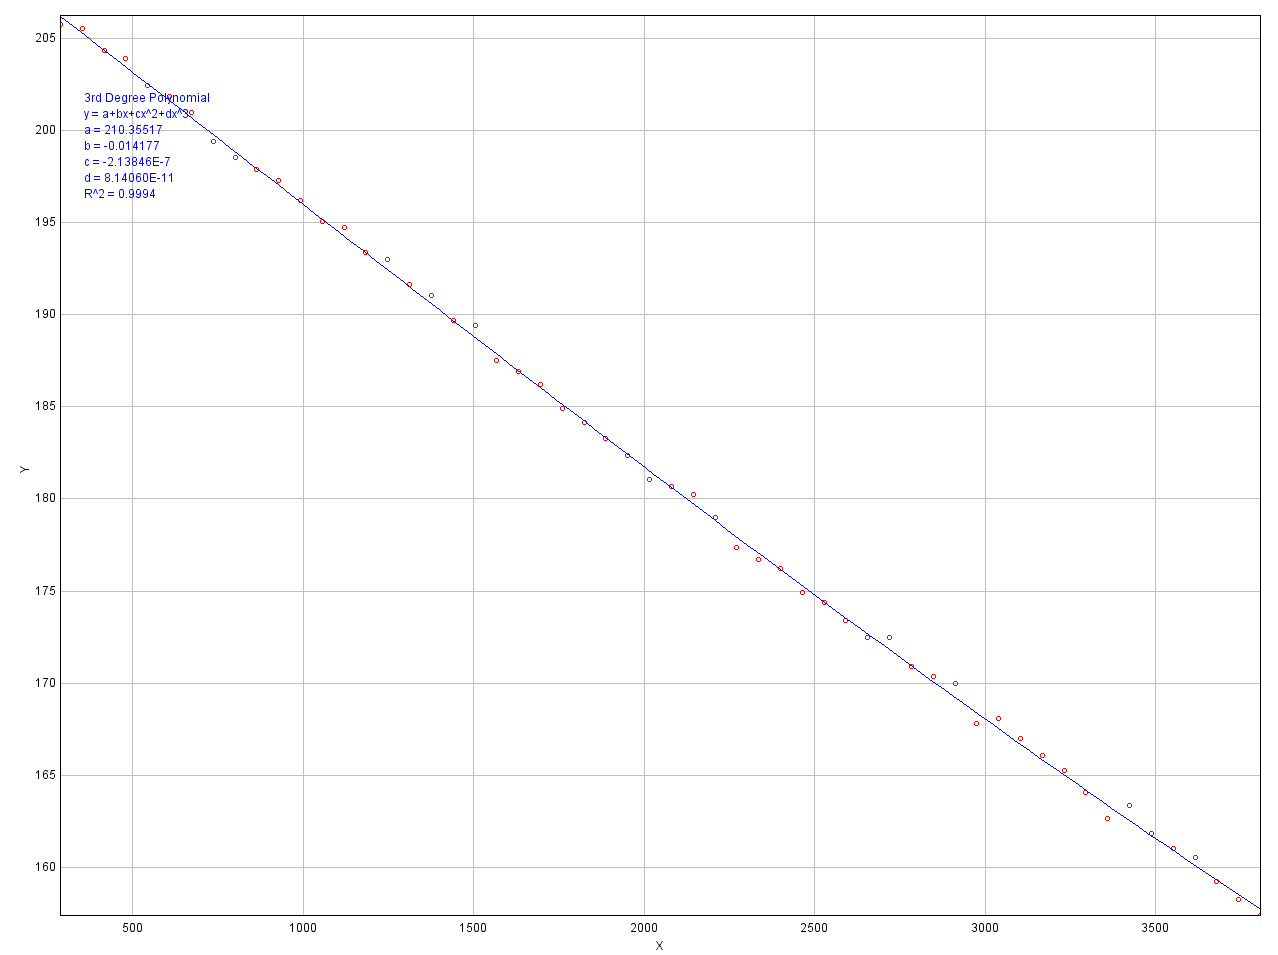 205
3rd Degree Polynomial
y = a+bx+cx^2+dx^3
200
a = 210.35517
b = -0.014177
c = -2.13846E-7
d = 8.14060E-11
R^2 = 0.9994
195
190
185
Y
180
175
170
165
160
500 1000 1500 2000 2500 3000 3500
X